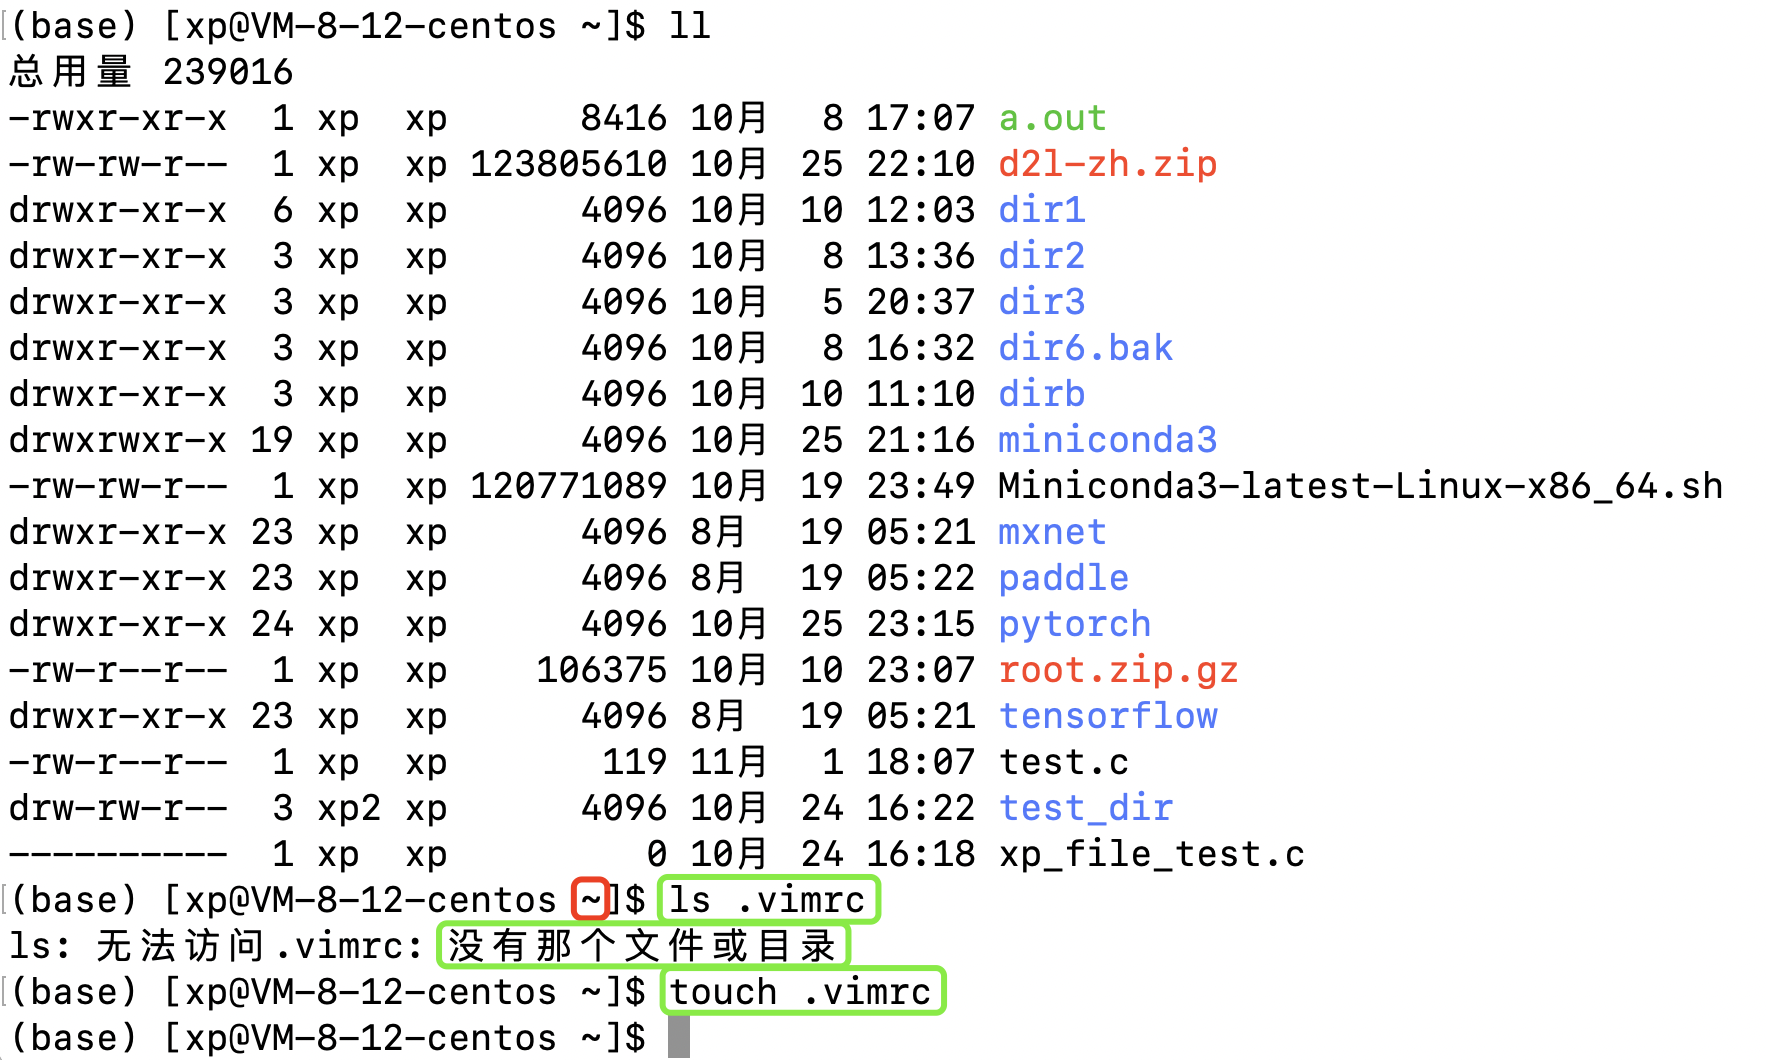 (base) [xp@VM-8-12-centos ~]$ ll
总用量 239016
-rwxr-xr-x  1 xp  xp      8416 10月  8 17:07 a.out
-rw-rw-r--  1 xp  xp 123805610 10月 25 22:10 d2l-zh.zip
drwxr-xr-x  6 xp  xp      4096 10月 10 12:03 dir1
drwxr-xr-x  3 xp  xp      4096 10月  8 13:36 dir2
drwxr-xr-x  3 xp  xp      4096 10月  5 20:37 dir3
drwxr-xr-x  3 xp  xp      4096 10月  8 16:32 dir6.bak
drwxr-xr-x  3 xp  xp      4096 10月 10 11:10 dirb
drwxrwxr-x 19 xp  xp      4096 10月 25 21:16 miniconda3
-rw-rw-r--  1 xp  xp 120771089 10月 19 23:49 Miniconda3-latest-Linux-x86_64.sh
drwxr-xr-x 23 xp  xp      4096 8月  19 05:21 mxnet
drwxr-xr-x 23 xp  xp      4096 8月  19 05:22 paddle
drwxr-xr-x 24 xp  xp      4096 10月 25 23:15 pytorch
-rw-r--r--  1 xp  xp    106375 10月 10 23:07 root.zip.gz
drwxr-xr-x 23 xp  xp      4096 8月  19 05:21 tensorflow
-rw-r--r--  1 xp  xp       119 11月  1 18:07 test.c
drw-rw-r--  3 xp2 xp      4096 10月 24 16:22 test_dir
----------  1 xp  xp         0 10月 24 16:18 xp_file_test.c
(base) [xp@VM-8-12-centos ~]$ ls .vimrc
ls: 无法访问.vimrc: 没有那个文件或目录
(base) [xp@VM-8-12-centos ~]$ touch .vimrc
(base) [xp@VM-8-12-centos ~]$